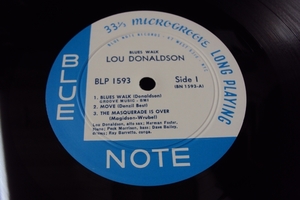 33⅓ MICROGROOVE LONG PLAYING
BLUES WALK
LOU DONALDSON
BLP 1593
Side 1
(BN 1593-A)
1. BLUES WALK (Donaldson)
GROOVE MUSIC - BMI
2. MOVE (Denzil Best)
3. THE MASQUERADE IS OVER
(Magidson-Wrubel)
Lou Donaldson, alto sax; Herman Foster,
piano; Peck Morrison, bass; Dave Bailey,
drums; Ray Barretto, conga.
BLUE
NOTE